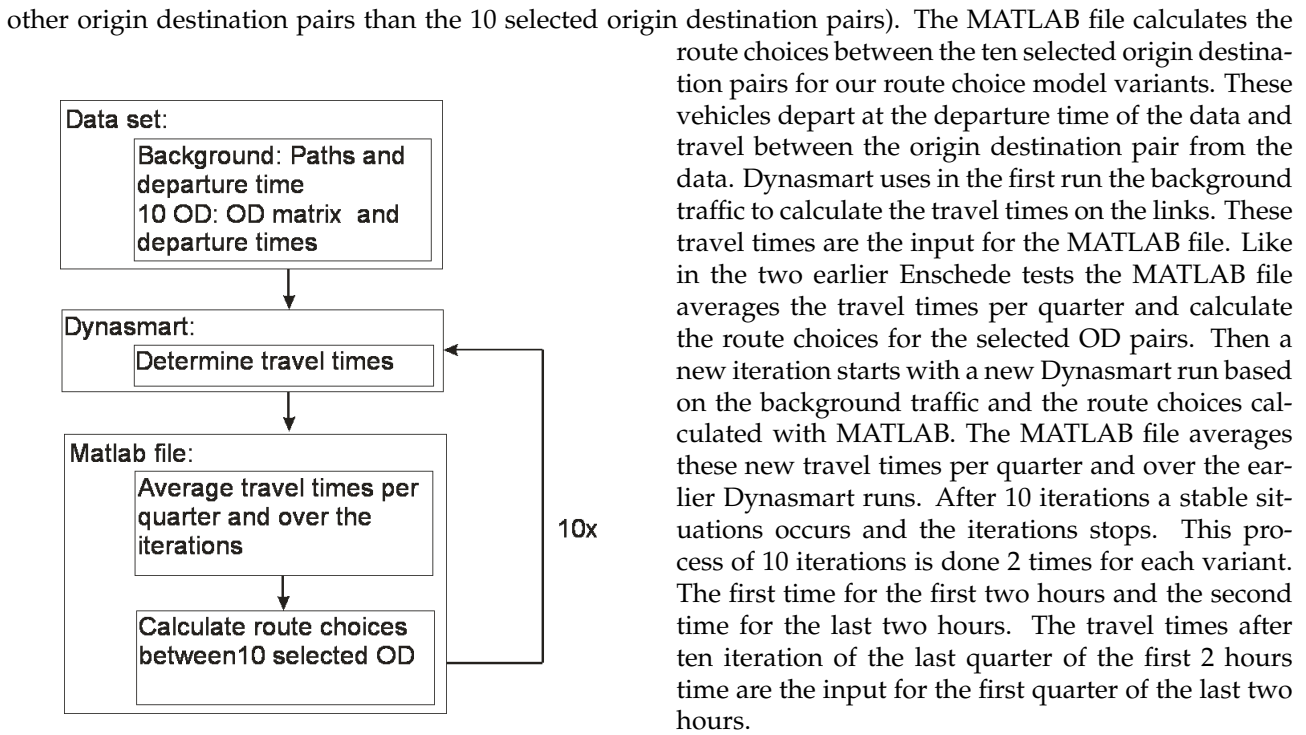 other origin destination pairs than the 10 selected origin destination pairs). The MATLAB file calculates the
route choices between the ten selected origin destina-
tion pairs for our route choice model variants. These
vehicles depart at the departure time of the data and
travel between the origin destination pair from the
data. Dynasmart uses in the first run the background
traffic to calculate the travel times on the links. These
travel times are the input for the MATLAB file. Like
in the two earlier Enschede tests the MATLAB file
averages the travel times per quarter and calculate
the route choices for the selected OD pairs. Then a
new iteration starts with a new Dynasmart run based
on the background traffic and the route choices cal-
culated with MATLAB. The MATLAB file averages
these new travel times per quarter and over the ear-
lier Dynasmart runs. After 10 iterations a stable sit-
uations occurs and the iterations stops. This pro-
cess of 10 iterations is done 2 times for each variant.
The first time for the first two hours and the second
time for the last two hours. The travel times after
ten iteration of the last quarter of the first 2 hours
time are the input for the first quarter of the last two
hours.
Data set:
Background: Paths and
departure time
10 OD: OD matrix and
departure times
Dynasmart:
Determine travel times
Matlab file:
Average travel times per
quarter and over the
iterations
10x
Calculate route choices
between10 selected OD